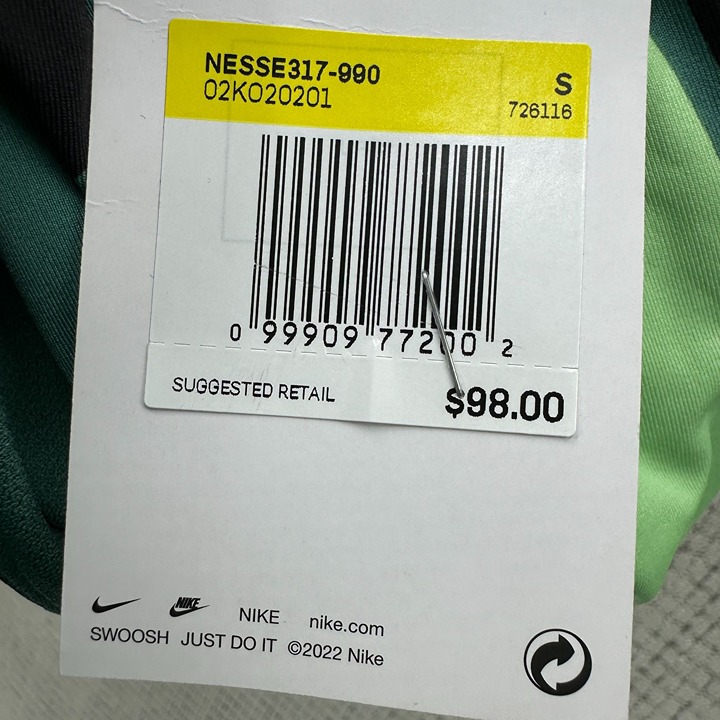 NESSE317-990
02KO20201
S
726116
0 99909 77200 2
SUGGESTED RETAIL
$98.00
NIKE
NIKE nike.com
SWOOSH JUST DO IT ©2022 Nike